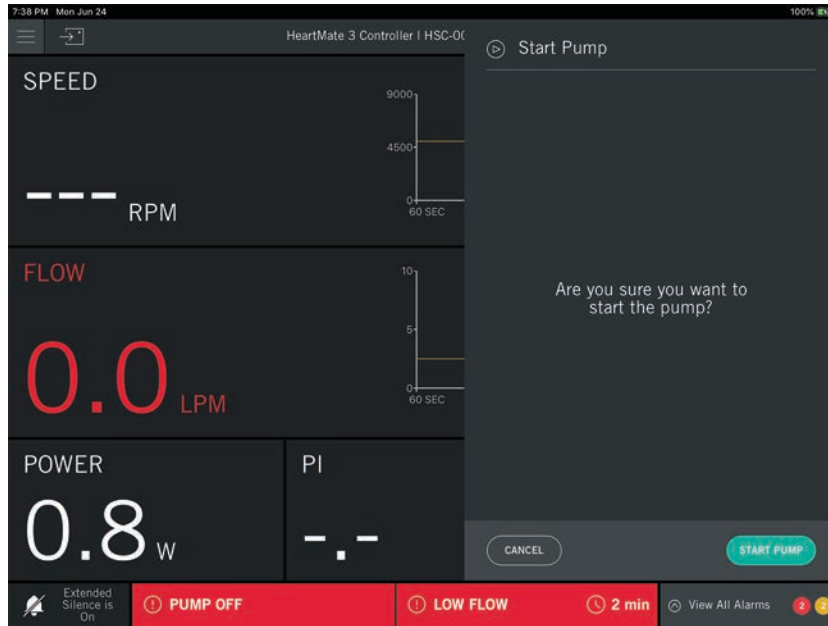 7:38 PM Mon Jun 24
100%
HeartMate 3 Controller | HSC-00
Start Pump
SPEED
9000
4500
0
60 SEC
--- RPM
FLOW
10
5
0
60 SEC
0.0 LPM
Are you sure you want to
start the pump?
POWER
0.8 W
PI
-.-
CANCEL
START PUMP
Extended
Silence is
On
PUMP OFF
LOW FLOW
2 min
View All Alarms
2
2